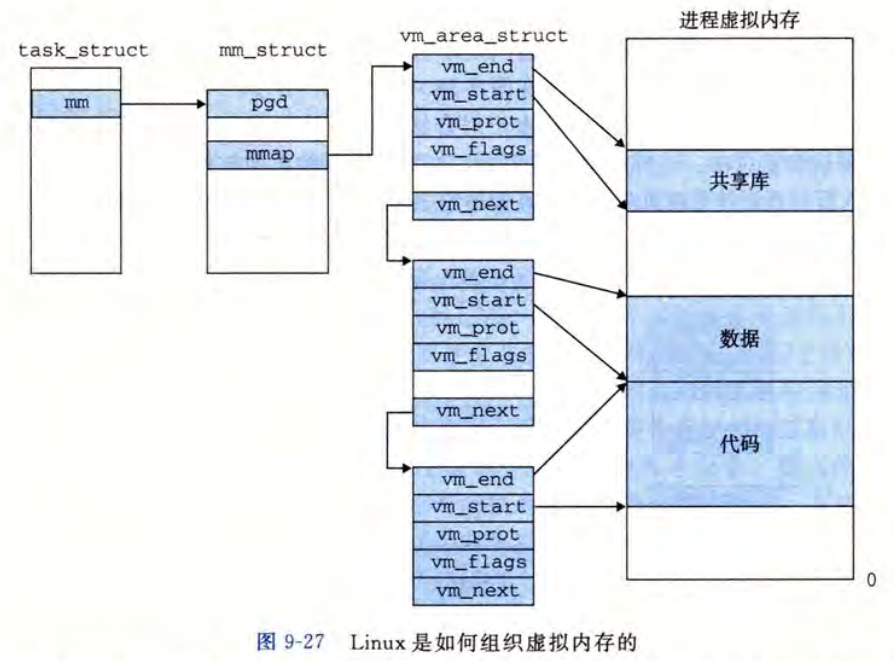 进程虚拟内存
task_struct
mm
mm_struct
pgd
mmap
vm_area_struct
vm_end
vm_start
vm_prot
vm_flags
vm_next
vm_end
vm_start
vm_prot
vm_flags
vm_next
vm_end
vm_start
vm_prot
vm_flags
vm_next
共享库
数据
代码
0
图 9-27 Linux 是如何组织虚拟内存的